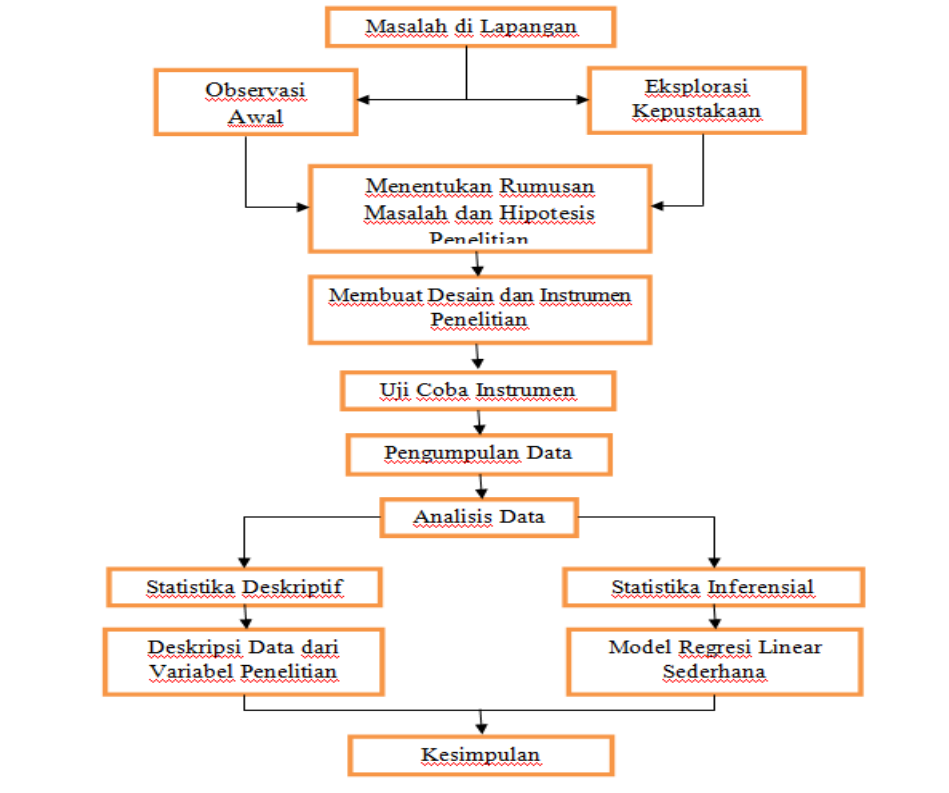 Masalah di Lapangan
Observasi
Awal
Eksplorasi
Kepustakaan
Menentukan Rumusan
Masalah dan Hipotesis
Penelitian
Membuat Desain dan Instrumen
Penelitian
Uji Coba Instrumen
Pengumpulan Data
Analisis Data
Statistika Deskriptif
Statistika Inferensial
Deskripsi Data dari
Variabel Penelitian
Model Regresi Linear
Sederhana
Kesimpulan